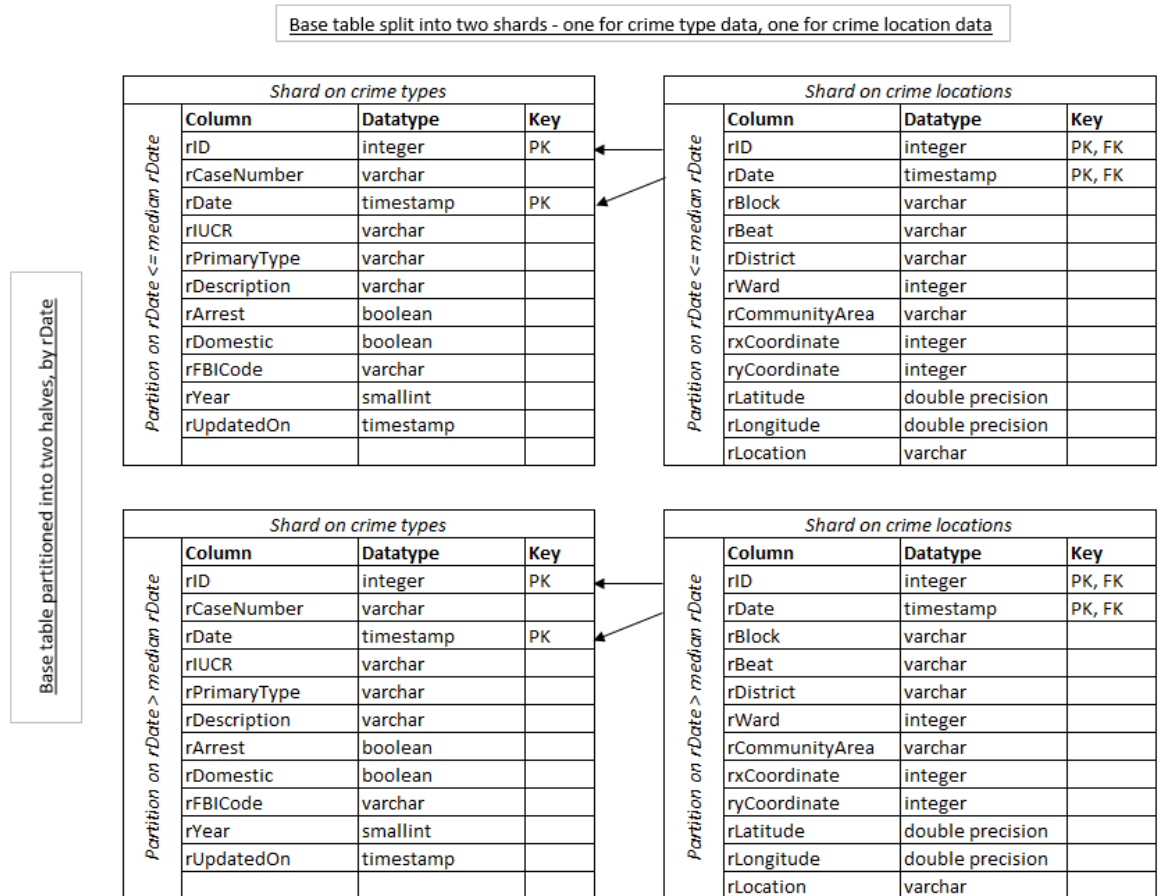 Base table split into two shards - one for crime type data, one for crime location data
Base table partitioned into two halves, by rDate
Shard on crime types
Partition on rDate <= median rDate
Column Datatype Key
rID integer PK
rCaseNumber varchar
rDate timestamp PK
rIUCR varchar
rPrimaryType varchar
rDescription varchar
rArrest boolean
rDomestic boolean
rFBICode varchar
rYear smallint
rUpdatedOn timestamp
Shard on crime locations
Partition on rDate <= median rDate
Column Datatype Key
rID integer PK, FK
rDate timestamp PK, FK
rBlock varchar
rBeat varchar
rDistrict varchar
rWard integer
rCommunityArea varchar
rxCoordinate integer
ryCoordinate integer
rLatitude double precision
rLongitude double precision
rLocation varchar
Shard on crime types
Partition on rDate > median rDate
Column Datatype Key
rID integer PK
rCaseNumber varchar
rDate timestamp PK
rIUCR varchar
rPrimaryType varchar
rDescription varchar
rArrest boolean
rDomestic boolean
rFBICode varchar
rYear smallint
rUpdatedOn timestamp
Shard on crime locations
Partition on rDate > median rDate
Column Datatype Key
rID integer PK, FK
rDate timestamp PK, FK
rBlock varchar
rBeat varchar
rDistrict varchar
rWard integer
rCommunityArea varchar
rxCoordinate integer
ryCoordinate integer
rLatitude double precision
rLongitude double precision
rLocation varchar